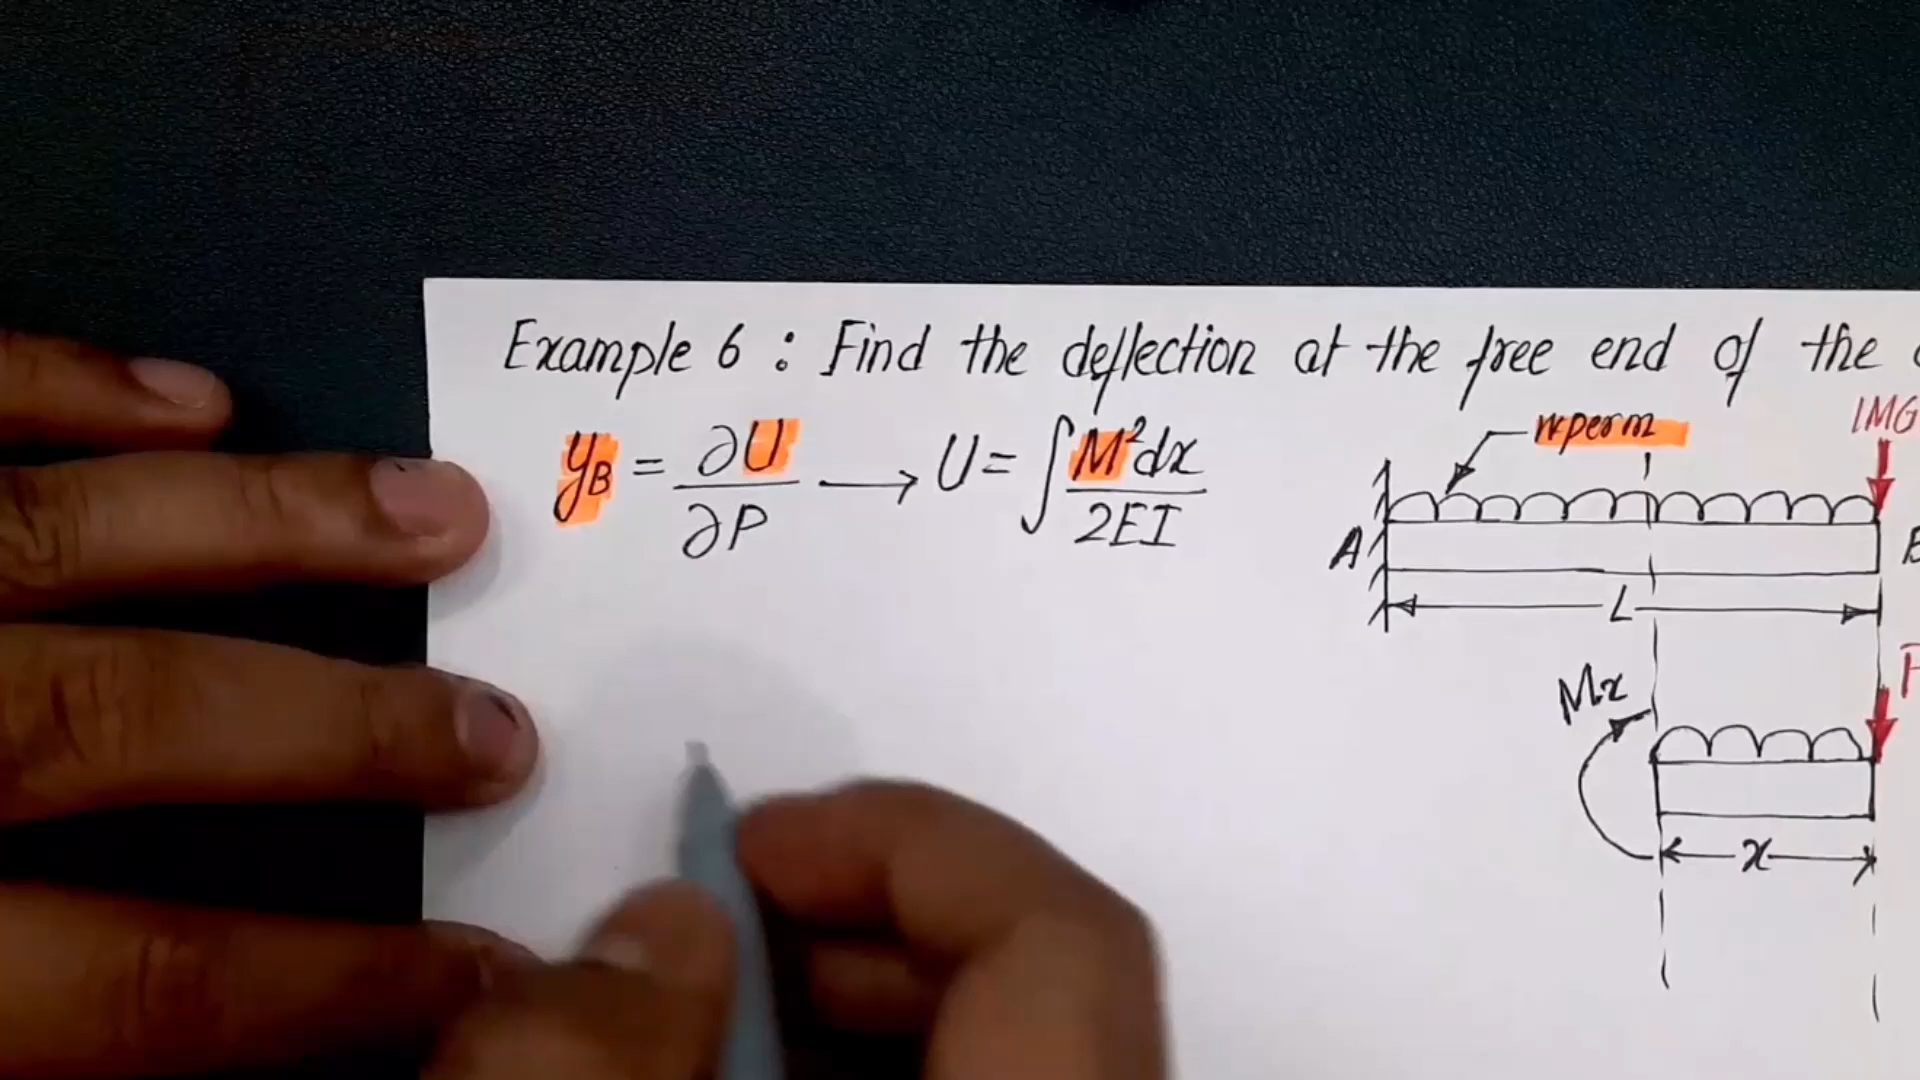 Example 6 : Find the deflection at the free end of the
y_B = ∂U/∂P → U = ∫ M²dx / 2EI
w per m
IMG
A
B
L
Mx
P
x